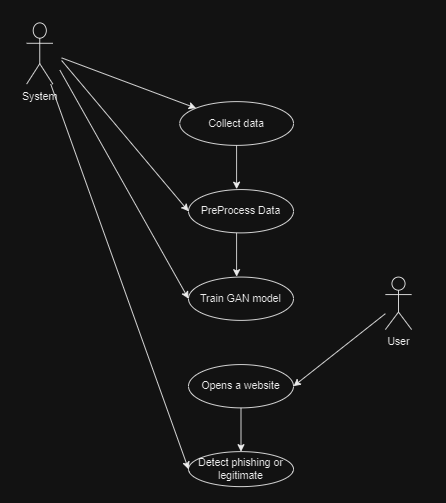 System
Collect data
PreProcess Data
Train GAN model
User
Opens a website
Detect phishing or
legitimate